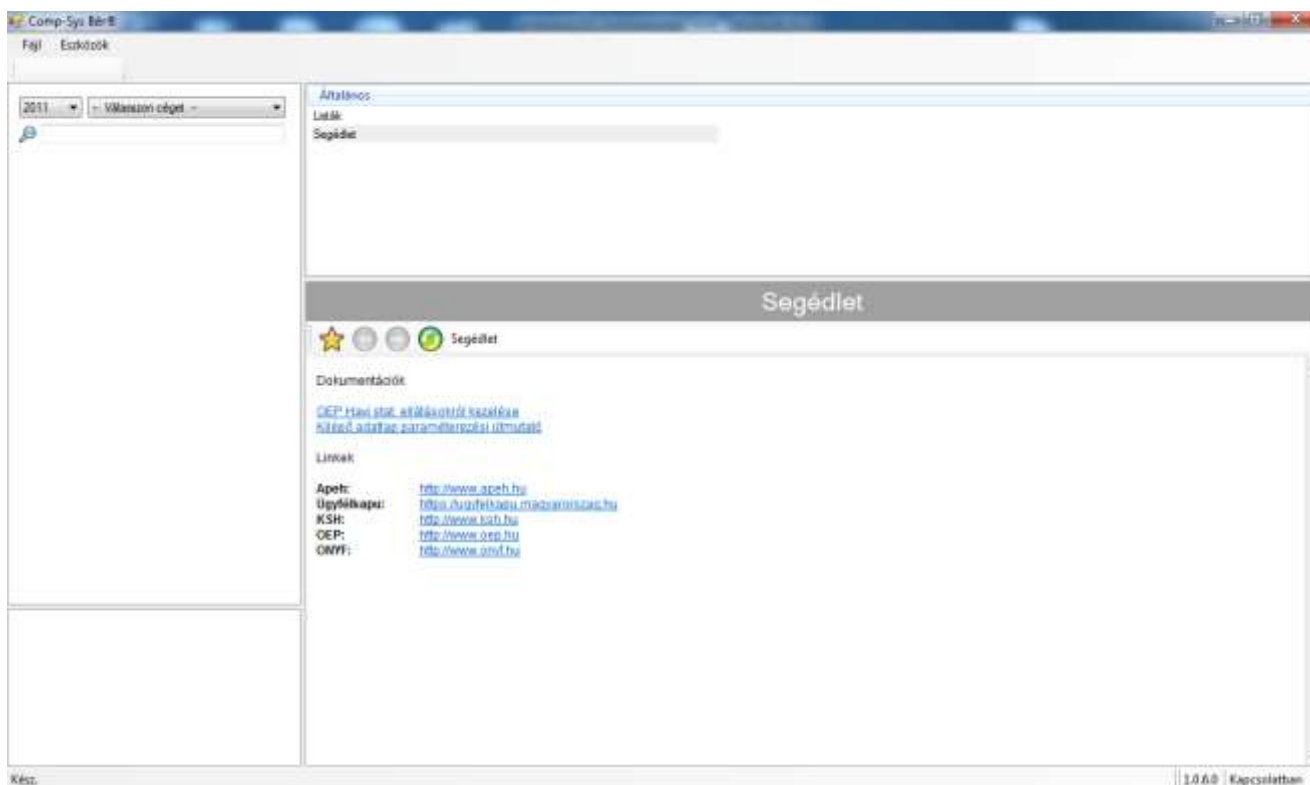 Comp-Sys Bér®
Fájl Eszközök
2011 -- Válasszon céget --
Általános
Listák
Segédlet
Segédlet
Segédlet
Dokumentációk
OEP Havi stat. ellátásokról kezelése
Kilépő adatlap paraméterezési útmutató
Linkek
Apeh: http://www.apeh.hu
Ügyfélkapu: https://ugyfelkapu.magyarorszag.hu
KSH: http://www.ksh.hu
OEP: http://www.oep.hu
ONYF: http://www.onyf.hu
Kész.
1.0.6.0 Kapcsolatban